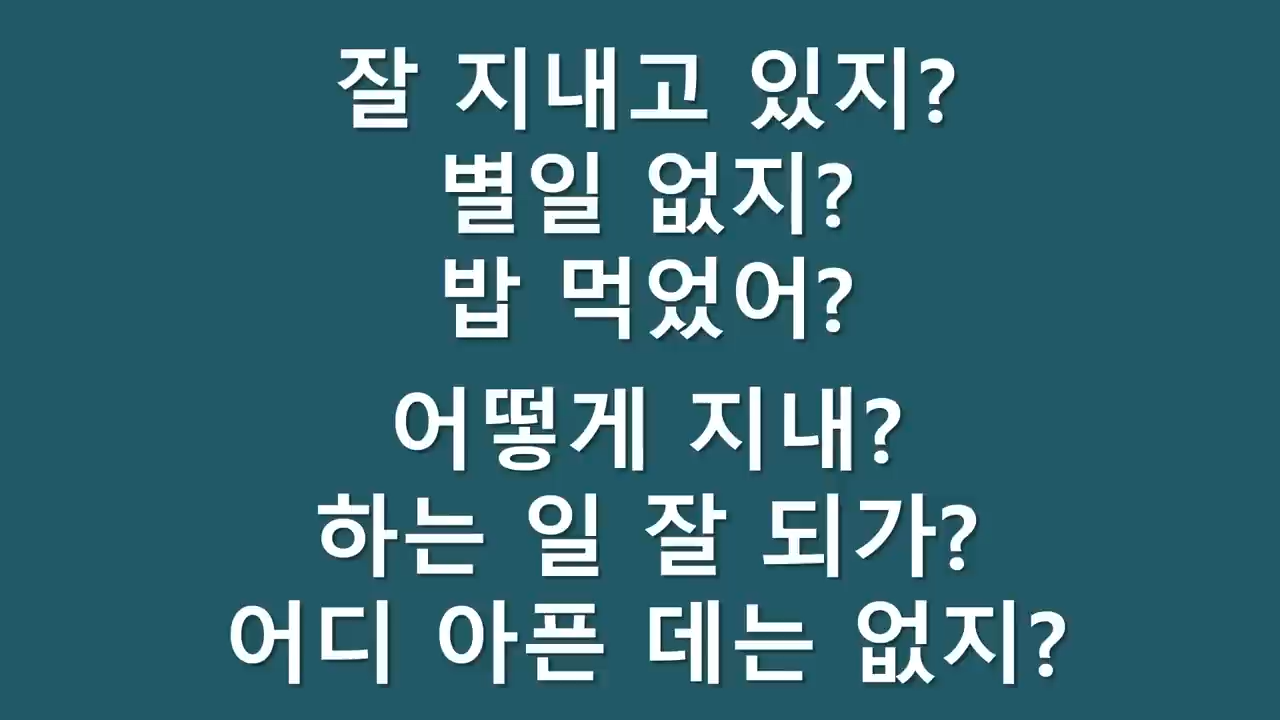 잘 지내고 있지?
별일 없지?
밥 먹었어?
어떻게 지내?
하는 일 잘 되가?
어디 아픈 데는 없지?